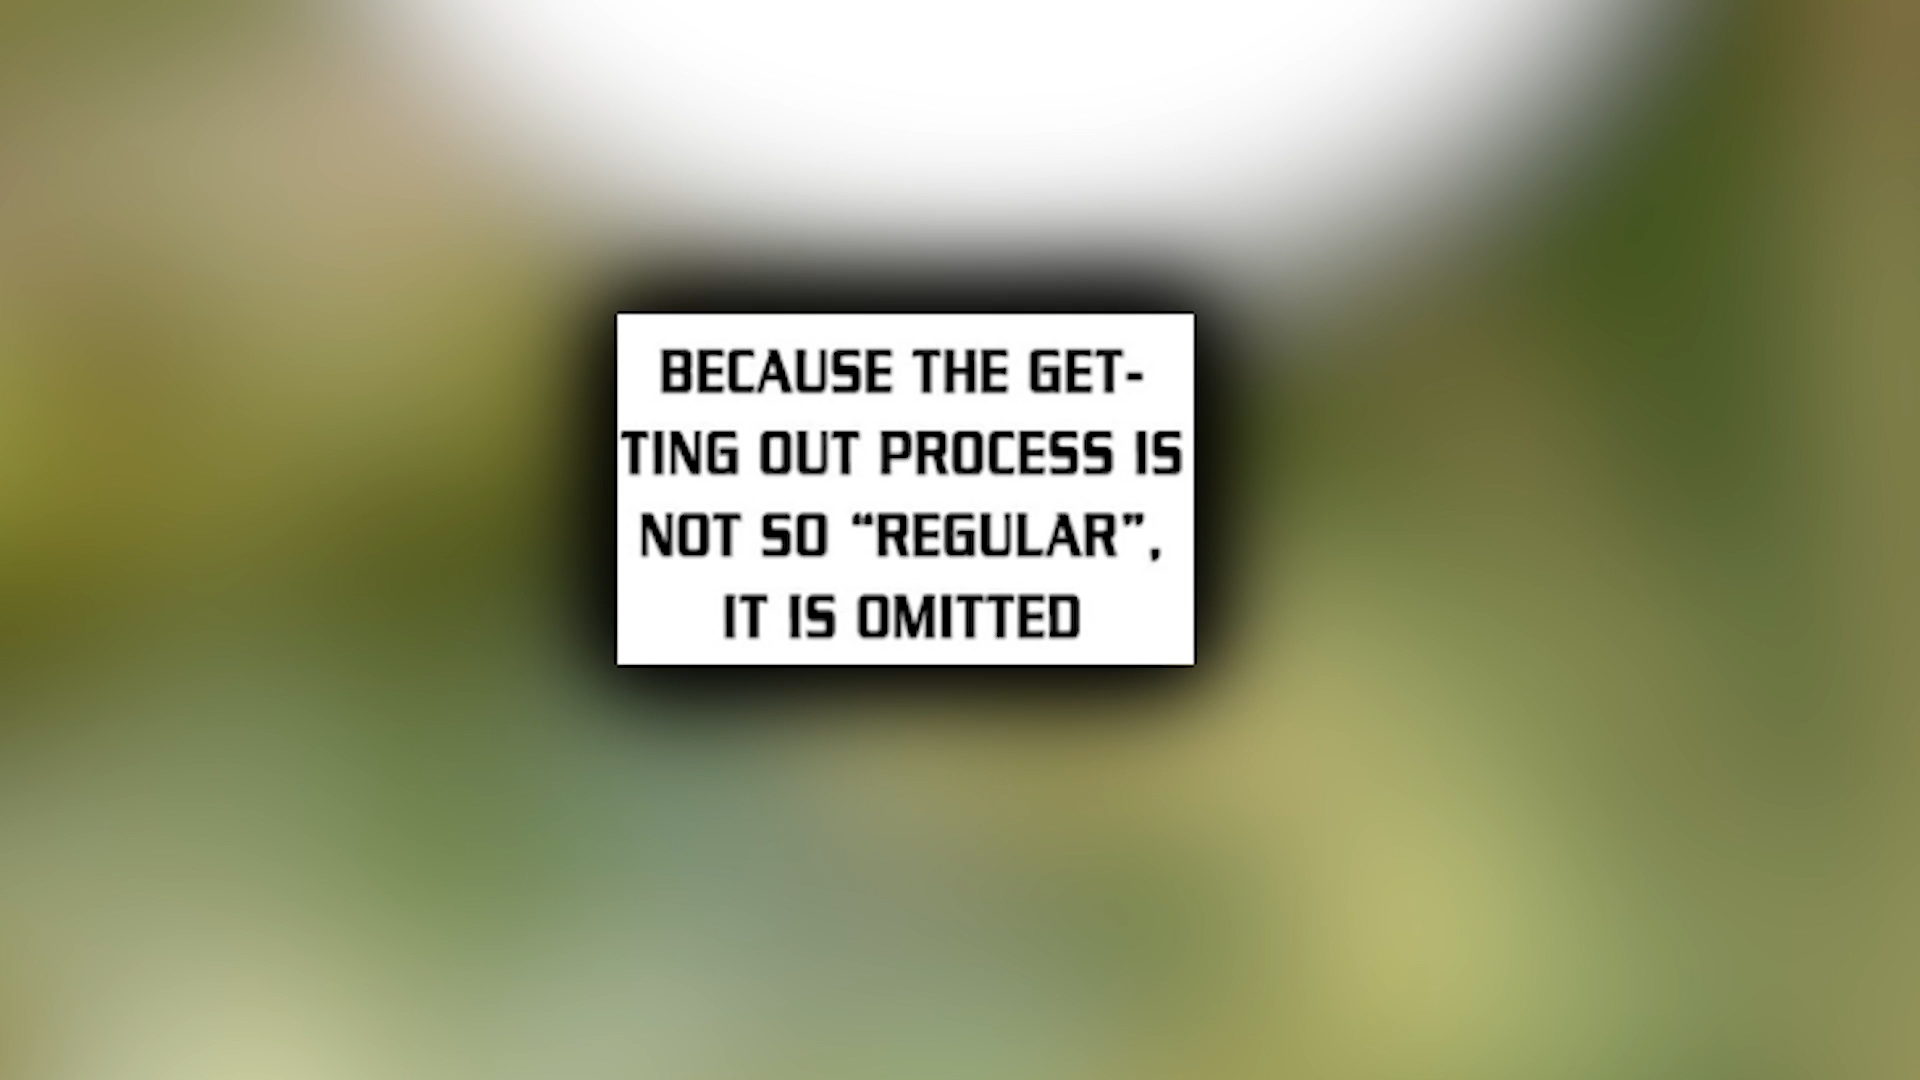 BECAUSE THE GET-
TING OUT PROCESS IS
NOT SO “REGULAR”,
IT IS OMITTED